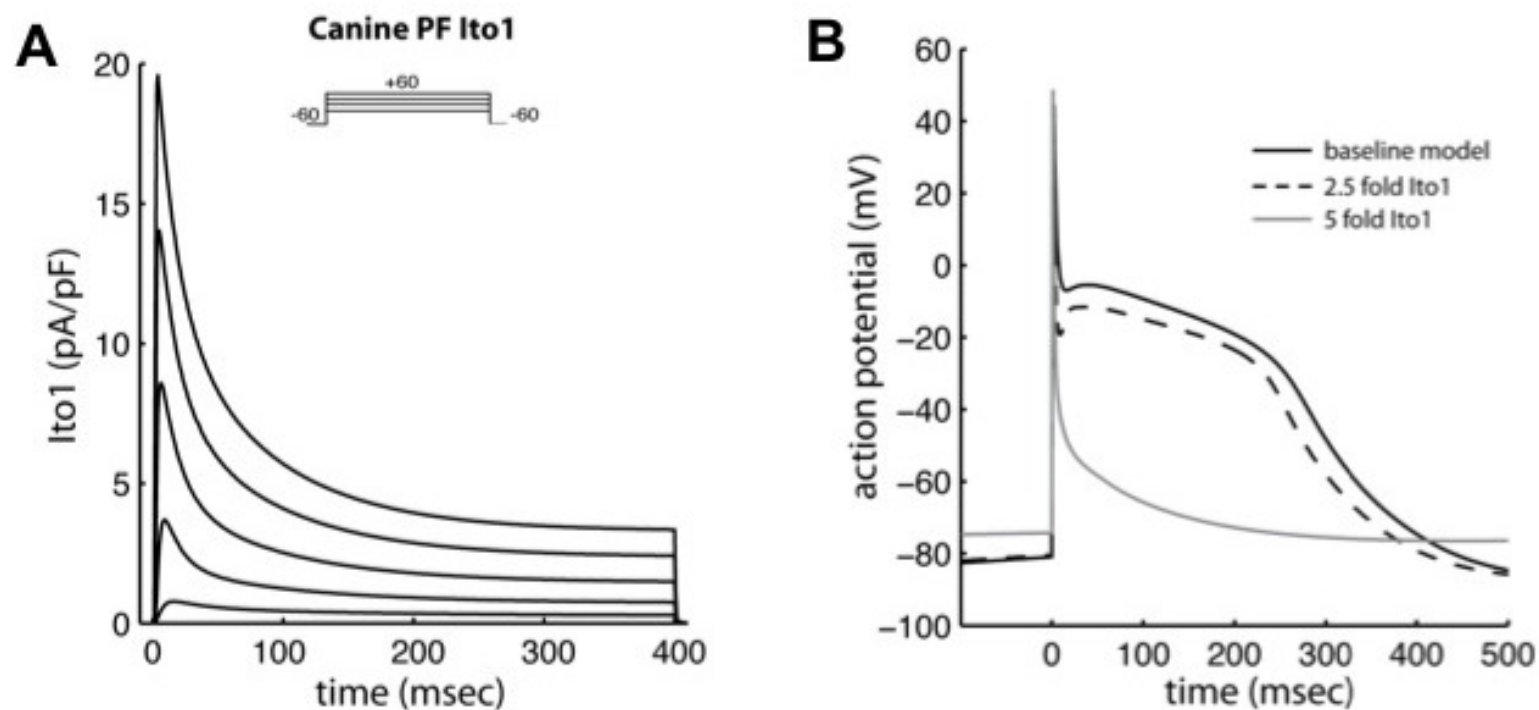 A
Canine PF Ito1
+60
-60
-60
20
15
10
5
0
Ito1 (pA/pF)
0
100
200
300
400
time (msec)
B
60
40
20
0
−20
−40
−60
−80
−100
action potential (mV)
baseline model
2.5 fold Ito1
5 fold Ito1
0
100
200
300
400
500
time (msec)